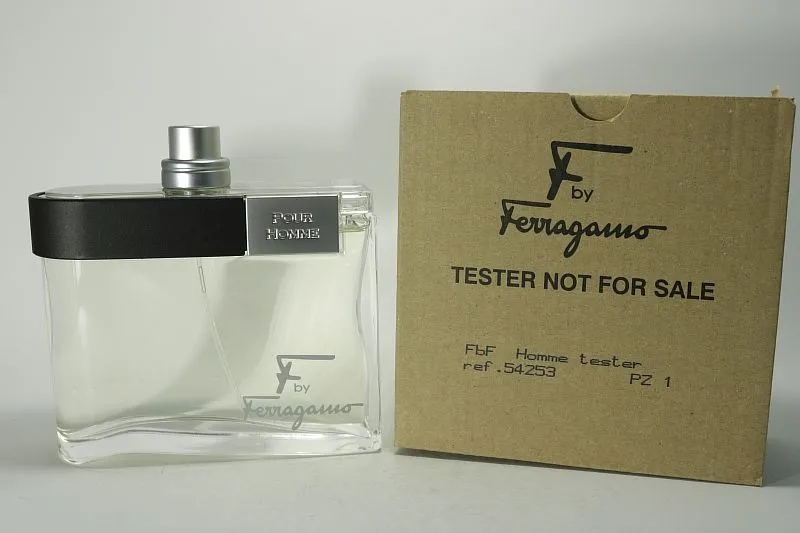 POUR
HOMME
F by
Ferragamo
F by
Ferragamo
TESTER NOT FOR SALE
FbF Homme tester
ref.54253 PZ 1